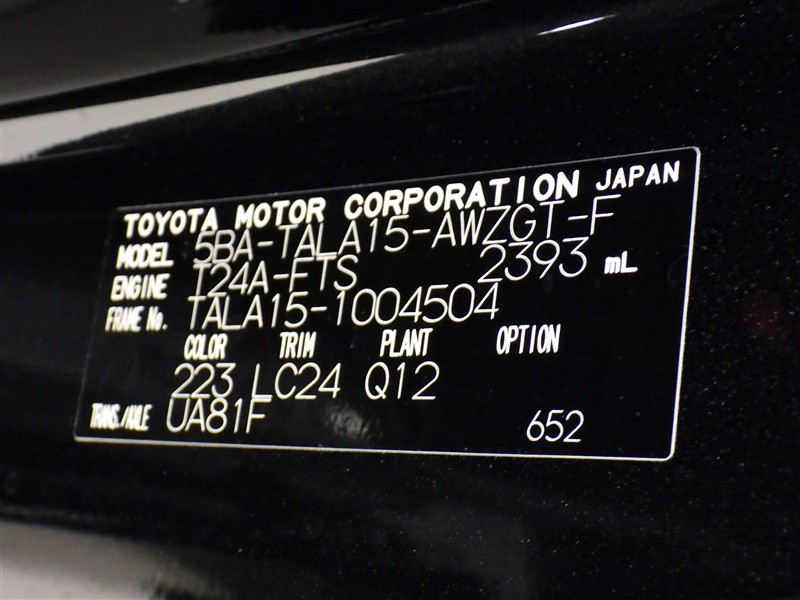 TOYOTA MOTOR CORPORATION JAPAN
MODEL 5BA-TALA15-AWZGT-F
ENGINE T24A-FTS 2393 mL
FRAME No. TALA15-1004504
COLOR TRIM PLANT OPTION
223 LC24 Q12
TRANS./AXLE UA81F 652